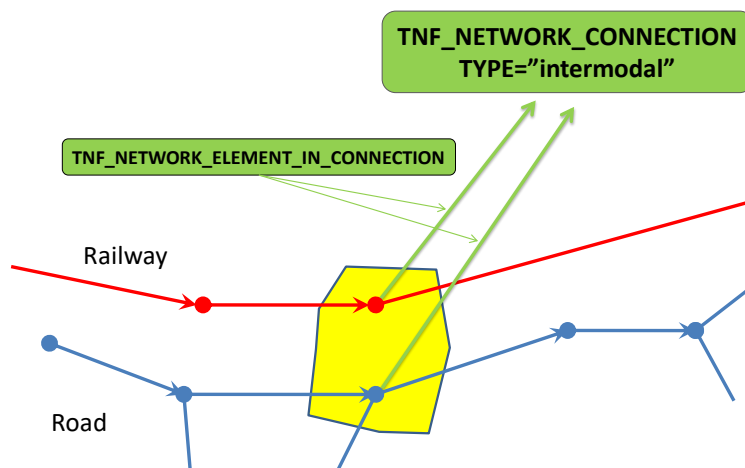 TNF_NETWORK_CONNECTION
TYPE=”intermodal”
TNF_NETWORK_ELEMENT_IN_CONNECTION
Railway
Road